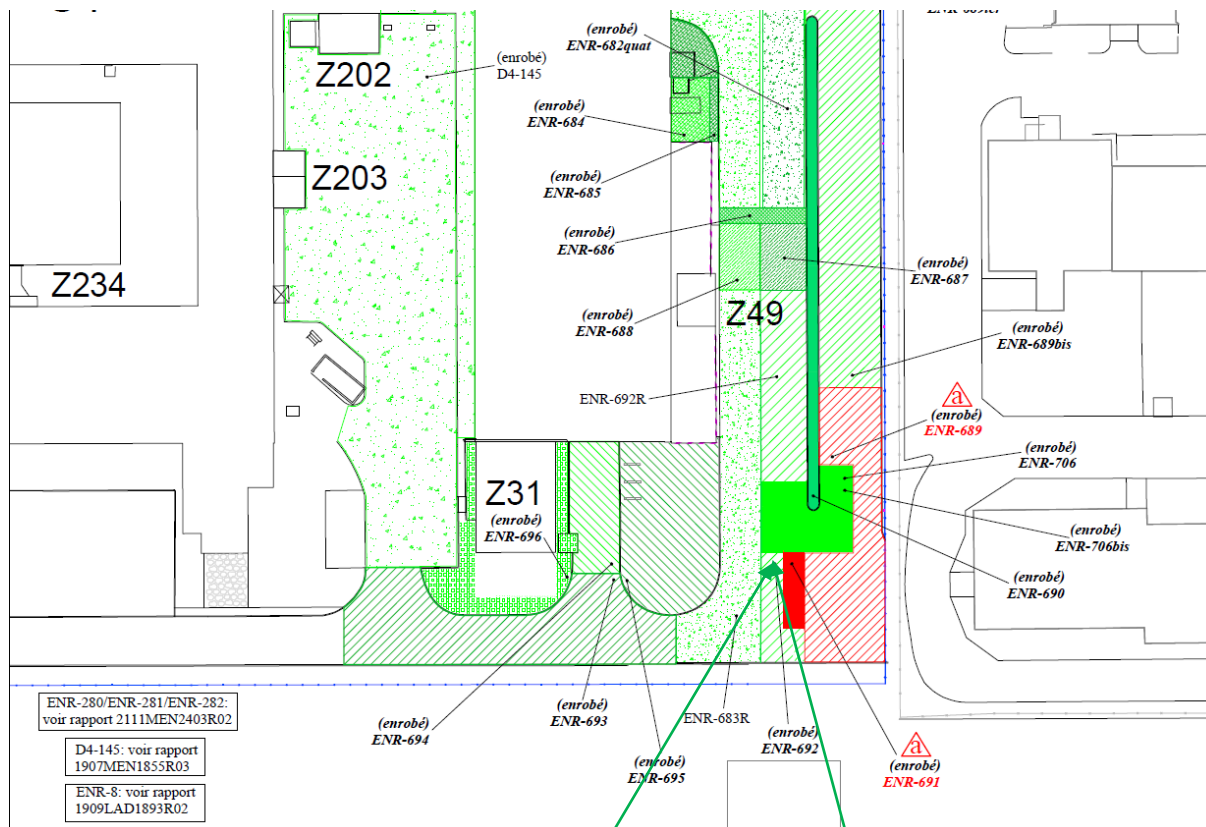 (enrobé)
ENR-682quat
(enrobé)
D4-145
Z202
(enrobé)
ENR-684
Z203
(enrobé)
ENR-685
(enrobé)
ENR-686
(enrobé)
ENR-687
Z234
(enrobé)
ENR-688
Z49
(enrobé)
ENR-689bis
ENR-692R
a
(enrobé)
ENR-689
(enrobé)
ENR-706
Z31
(enrobé)
ENR-696
(enrobé)
ENR-706bis
(enrobé)
ENR-690
ENR-280/ENR-281/ENR-282:
voir rapport 2111MEN2403R02
(enrobé)
ENR-694
(enrobé)
ENR-693
ENR-683R
(enrobé)
ENR-692
D4-145: voir rapport
1907MEN1855R03
(enrobé)
ENR-695
a
(enrobé)
ENR-691
ENR-8: voir rapport
1909LAD1893R02